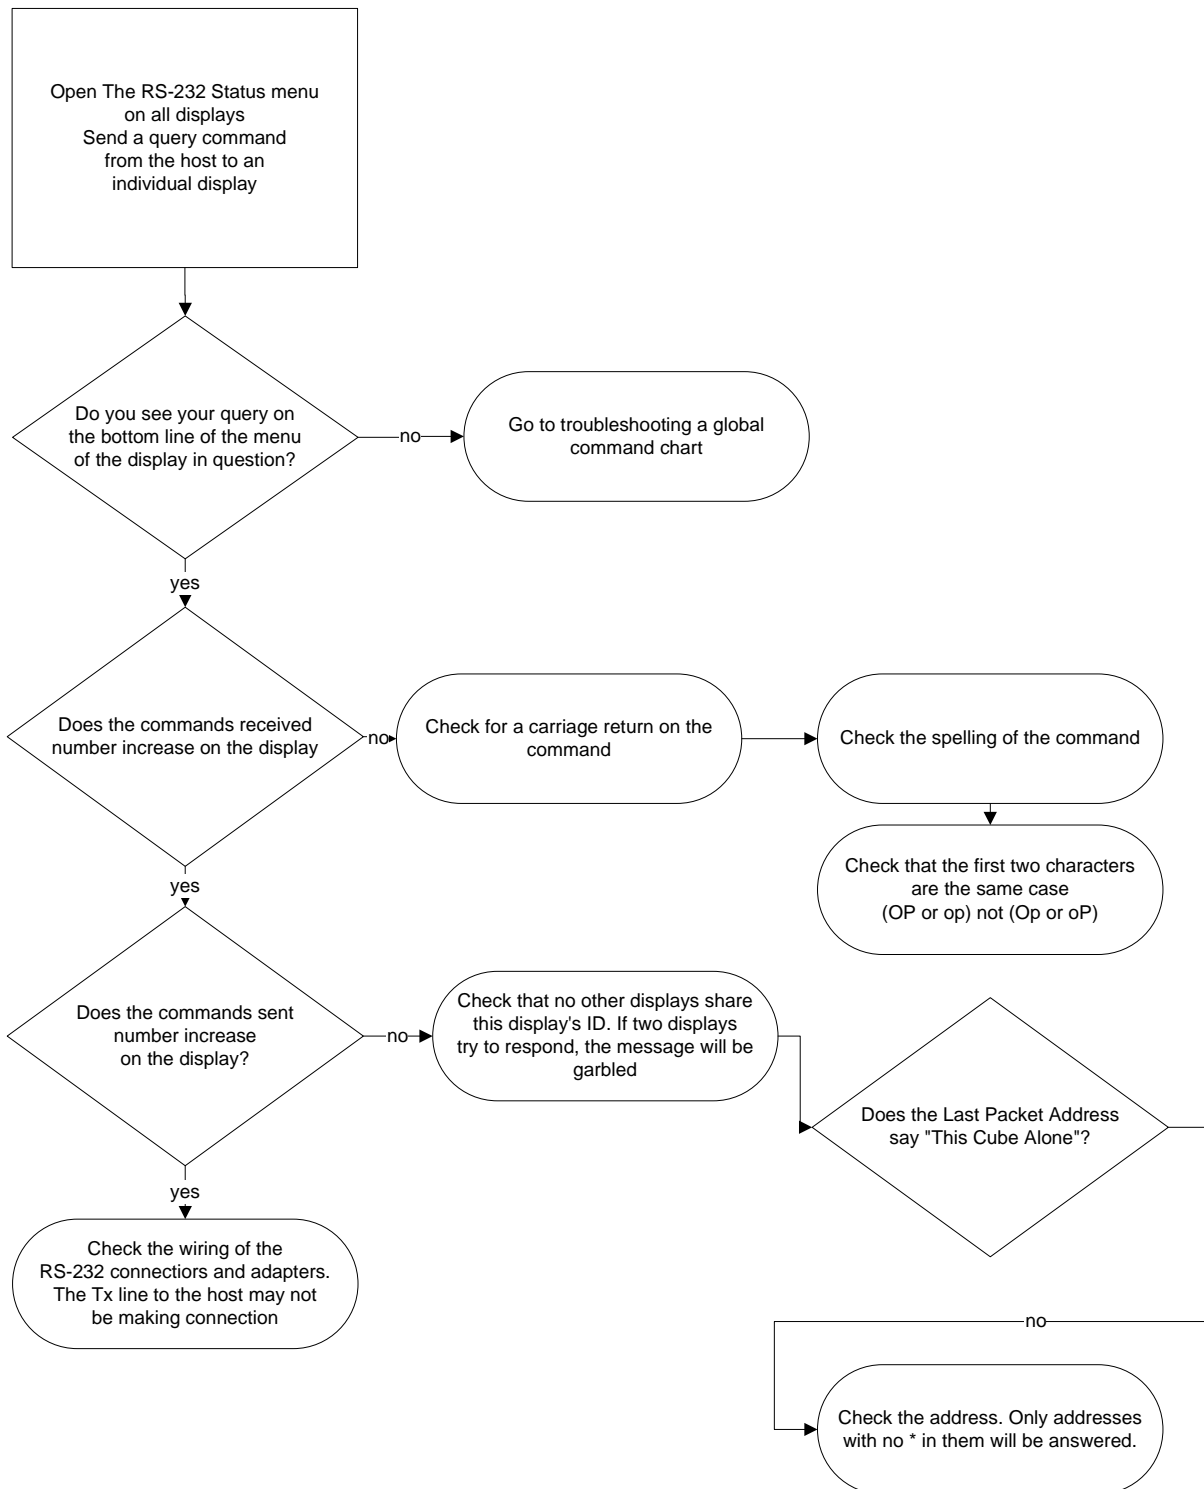 Open The RS-232 Status menu
on all displays
Send a query command
from the host to an
individual display
Do you see your query on
the bottom line of the menu
of the display in question?
no
Go to troubleshooting a global
command chart
yes
Does the commands received
number increase on the display
no
Check for a carriage return on the
command
Check the spelling of the command
Check that the first two characters
are the same case
(OP or op) not (Op or oP)
yes
Does the commands sent
number increase
on the display?
no
Check that no other displays share
this display's ID. If two displays
try to respond, the message will be
garbled
Does the Last Packet Address
say "This Cube Alone"?
yes
Check the wiring of the
RS-232 connectiors and adapters.
The Tx line to the host may not
be making connection
no
Check the address. Only addresses
with no * in them will be answered.